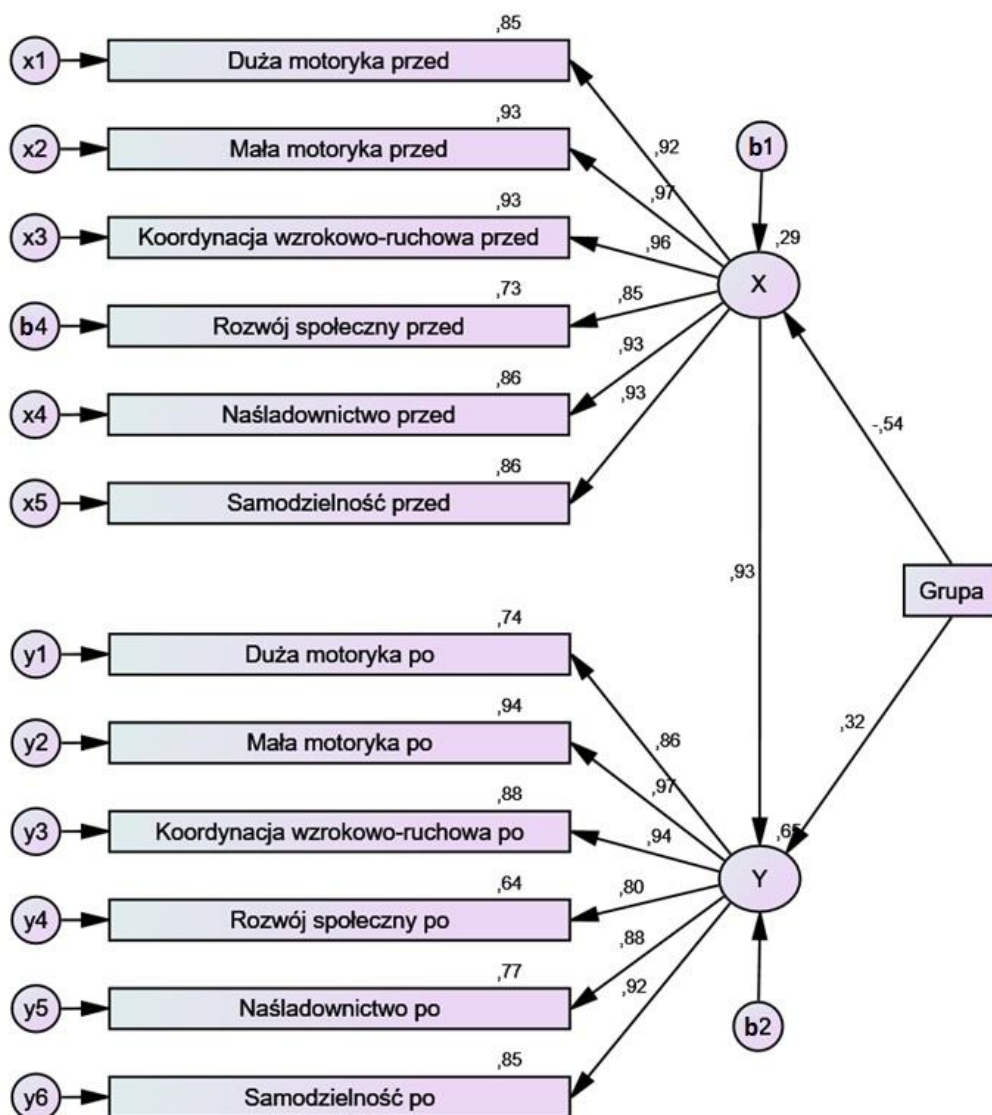 ,85
x1 Duża motoryka przed
,93
x2 Mała motoryka przed
,93
x3 Koordynacja wzrokowo-ruchowa przed
,73
b4 Rozwój społeczny przed
,86
x4 Naśladownictwo przed
,86
x5 Samodzielność przed
,92
,97
,96
,85
,93
,93
b1
,29
X
-,54
,93
Grupa
,32
,74
y1 Duża motoryka po
,94
y2 Mała motoryka po
,88
y3 Koordynacja wzrokowo-ruchowa po
,64
y4 Rozwój społeczny po
,77
y5 Naśladownictwo po
,85
y6 Samodzielność po
,86
,97
,94
,80
,88
,92
,65
Y
b2